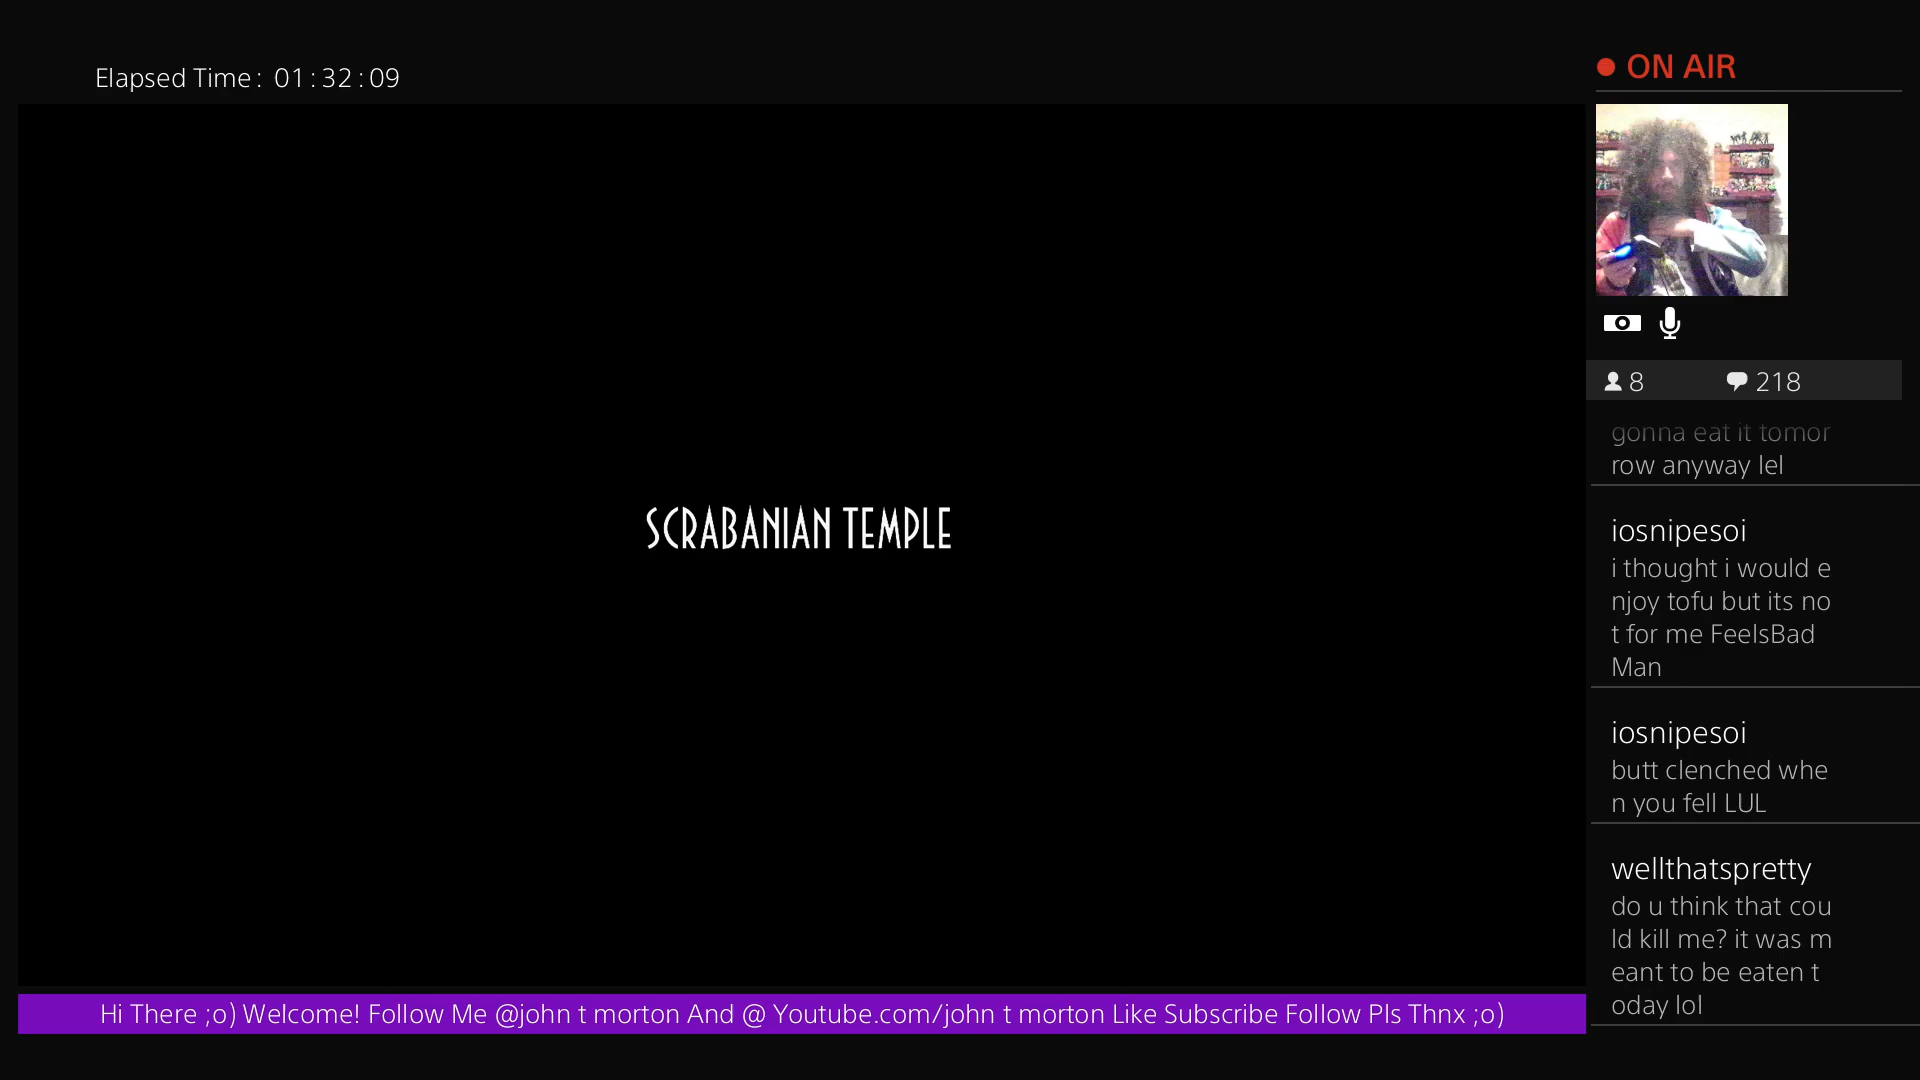 Elapsed Time: 01:32:09
ON AIR
8 218
gonna eat it tomor
row anyway lel
iosnipesoi
i thought i would e
njoy tofu but its no
t for me FeelsBad
Man
iosnipesoi
butt clenched whe
n you fell LUL
wellthatspretty
do u think that cou
ld kill me? it was m
eant to be eaten t
oday lol
SCRABANIAN TEMPLE
Hi There ;o) Welcome! Follow Me @john t morton And @ Youtube.com/john t morton Like Subscribe Follow Pls Thnx ;o)